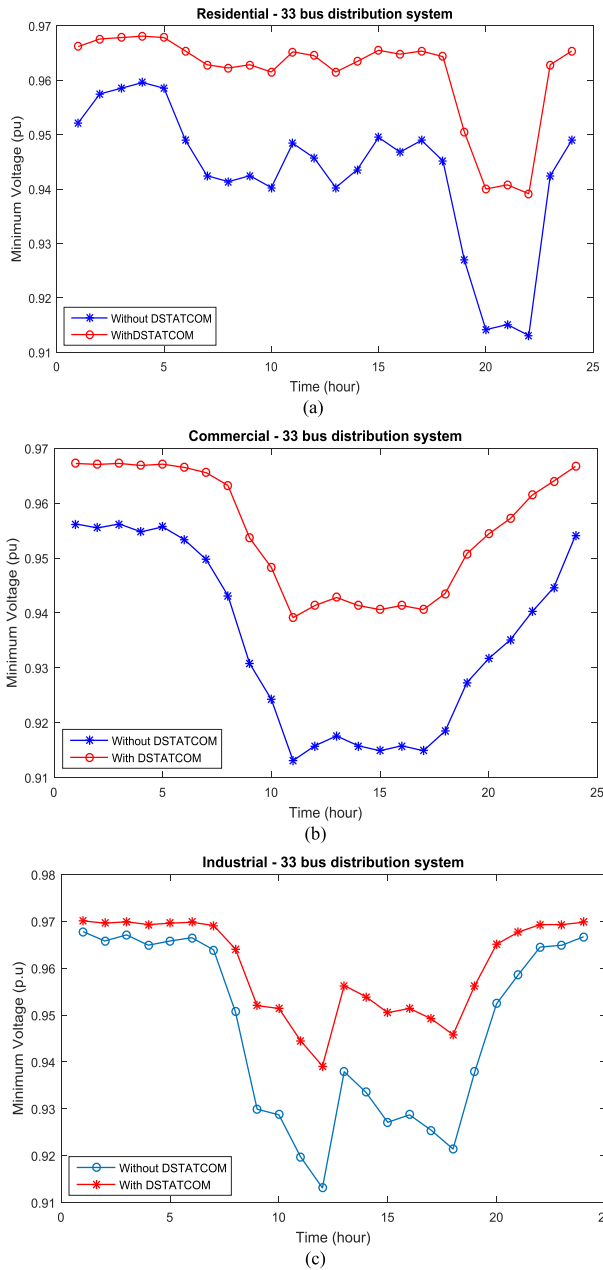 Residential - 33 bus distribution system
0.97
0.96
0.95
0.94
0.93
0.92
0.91
Minimum Voltage (pu)
Without DSTATCOM
WithDSTATCOM
0 5 10 15 20 25
Time (hour)
(a)
Commercial - 33 bus distribution system
0.97
0.96
0.95
0.94
0.93
0.92
0.91
Minimum Voltage (pu)
Without DSTATCOM
With DSTATCOM
0 5 10 15 20 25
Time (hour)
(b)
Industrial - 33 bus distribution system
0.98
0.97
0.96
0.95
0.94
0.93
0.92
0.91
Minimum Voltage (p.u)
Without DSTATCOM
With DSTATCOM
0 5 10 15 20
Time (hour)
(c)